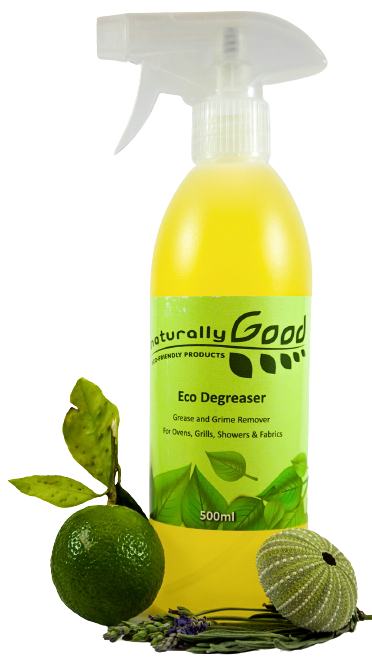 naturally Good
ECO-FRIENDLY PRODUCTS
Eco Degreaser
Grease and Grime Remover
For Ovens, Grills, Showers & Fabrics
500ml